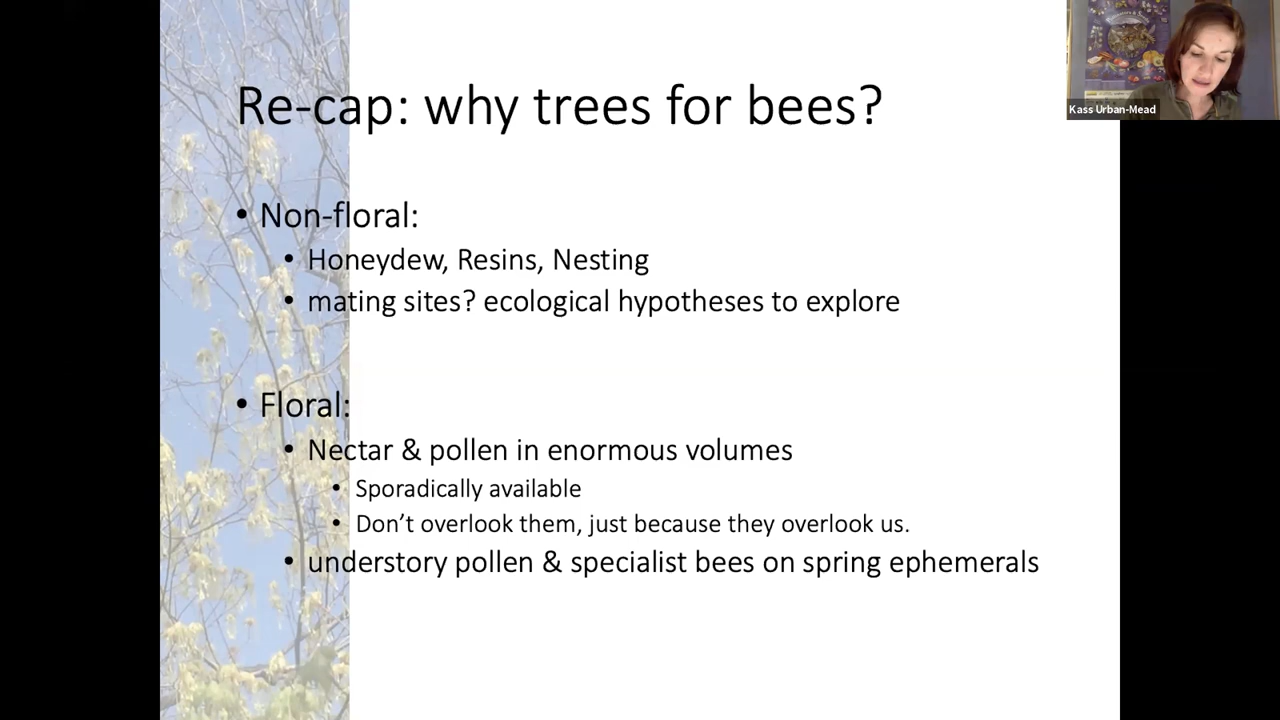 Re-cap: why trees for bees?
Kass Urban-Mead
• Non-floral:
• Honeydew, Resins, Nesting
• mating sites? ecological hypotheses to explore
• Floral:
• Nectar & pollen in enormous volumes
• Sporadically available
• Don’t overlook them, just because they overlook us.
• understory pollen & specialist bees on spring ephemerals